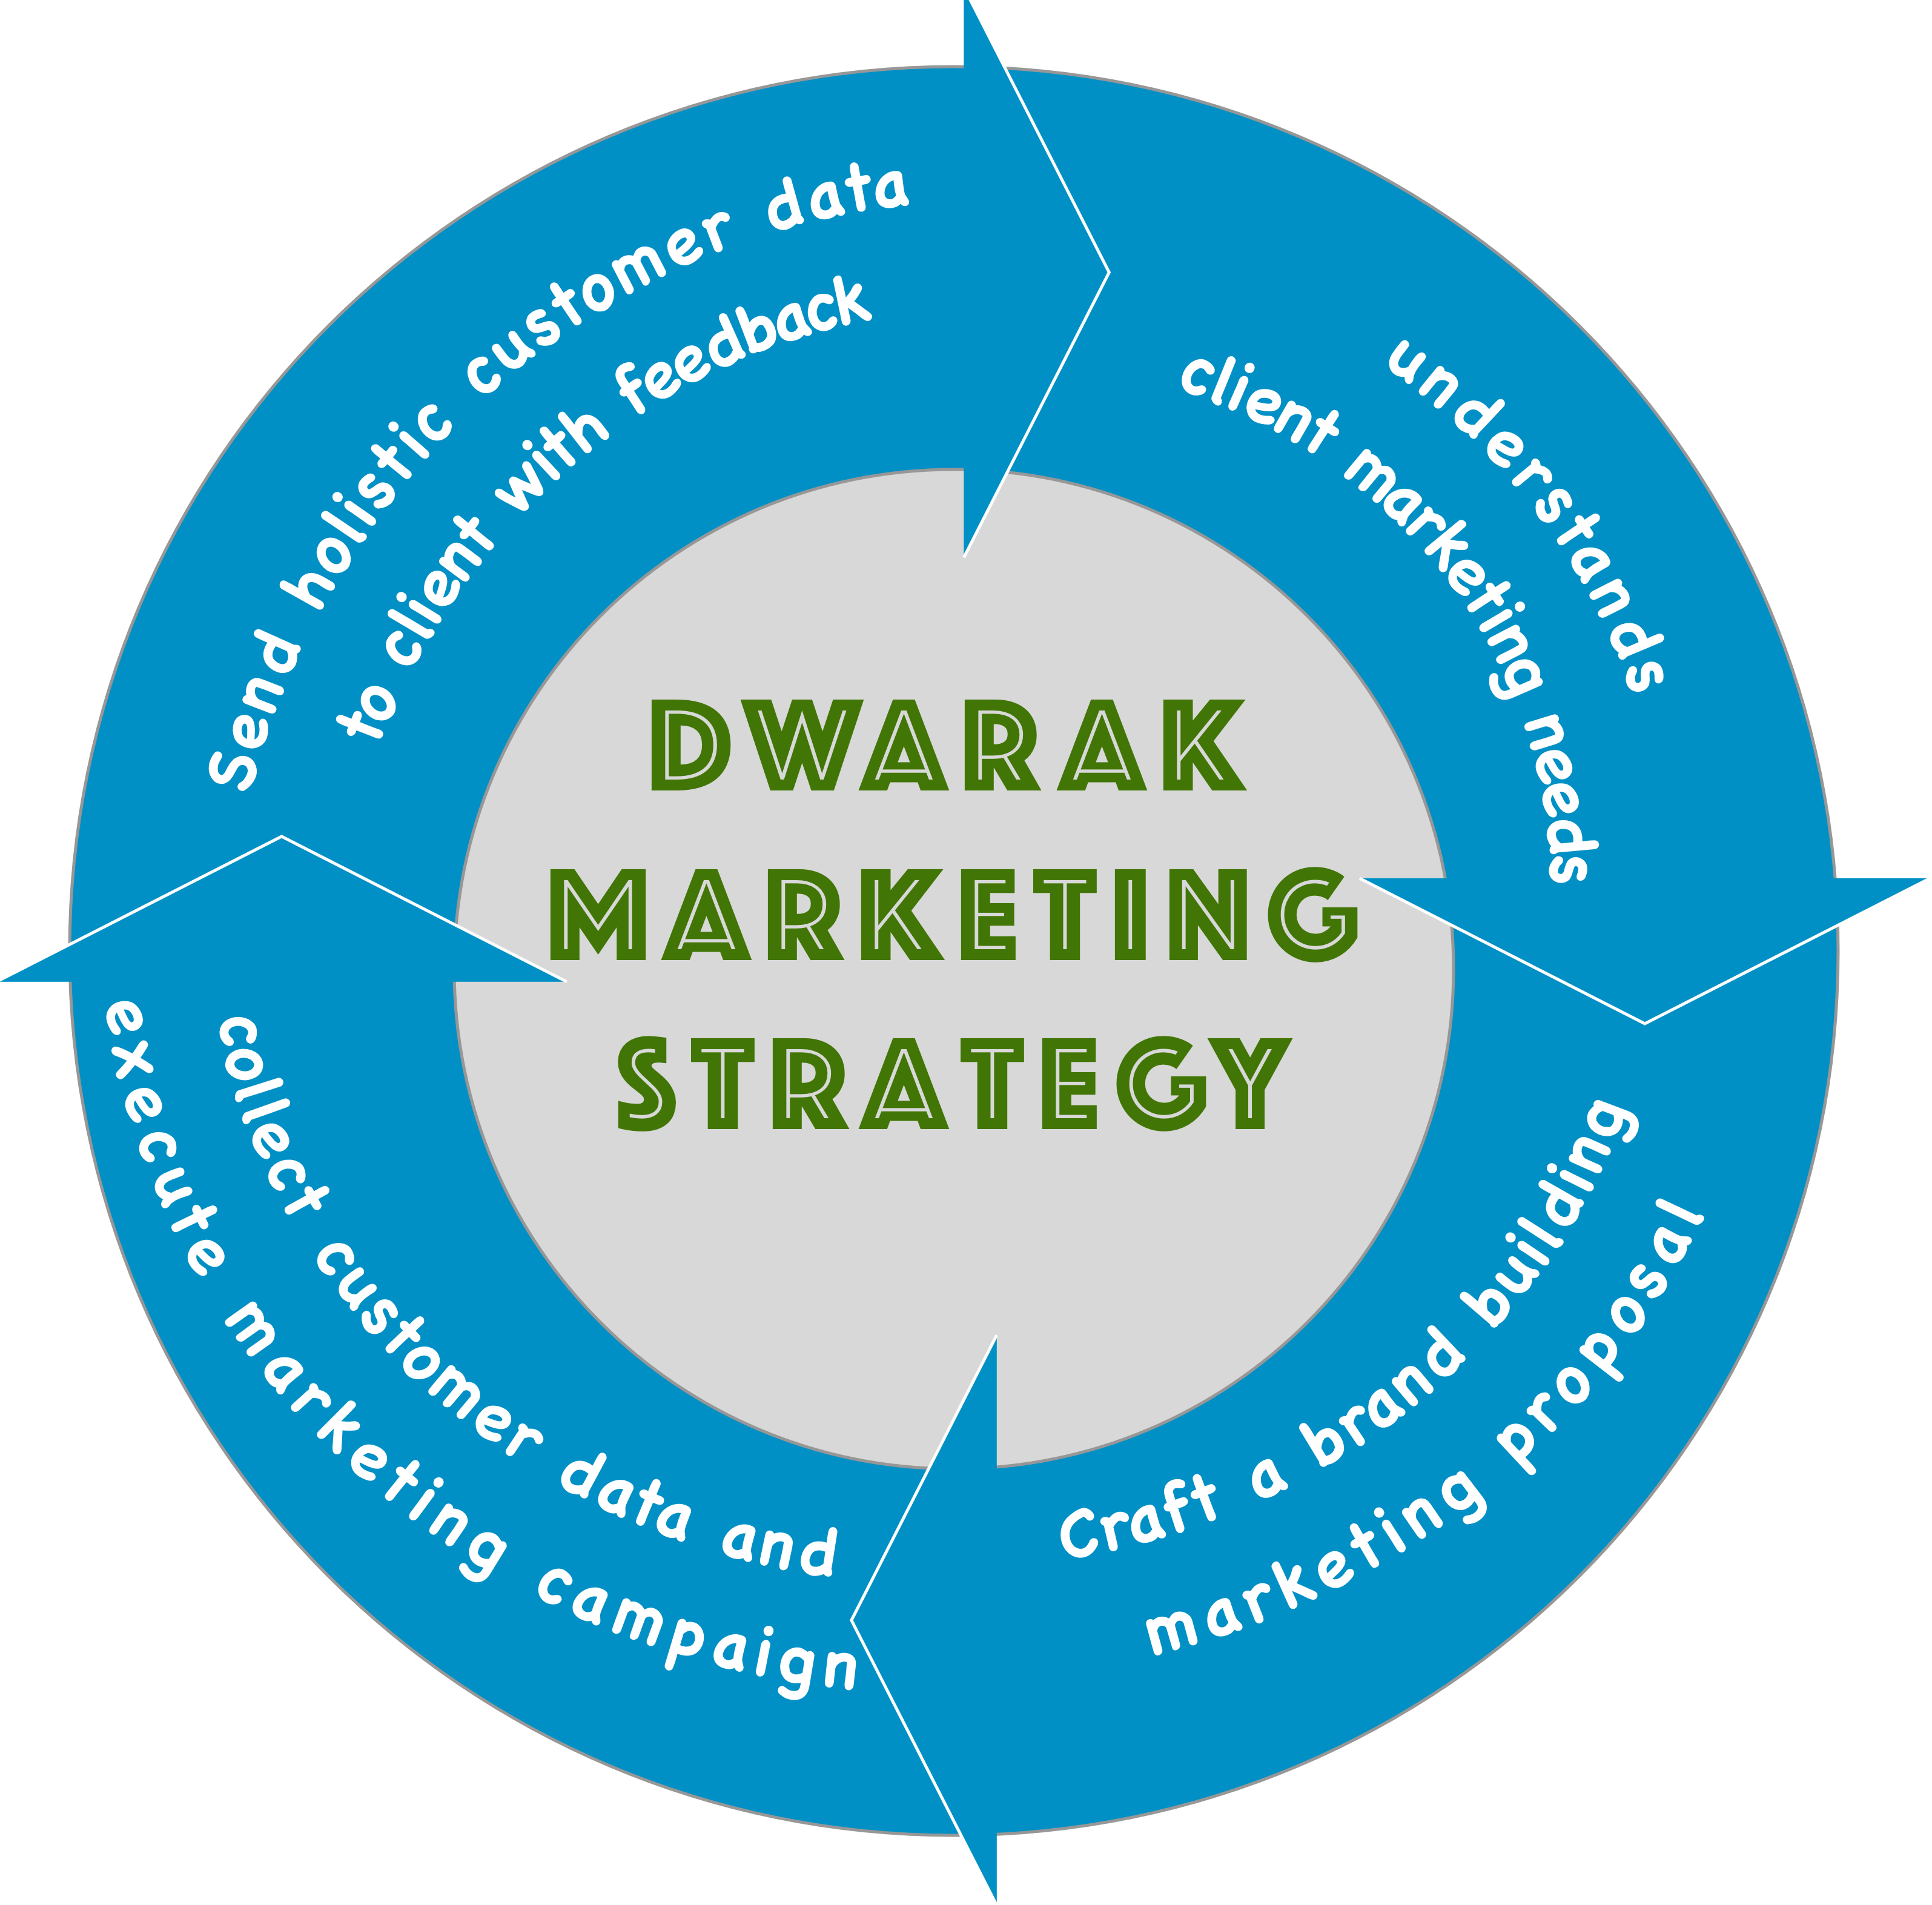 DWARAK
MARKETING
STRATEGY
understands
client marketing needs
Craft a brand building
marketing proposal
collect customer data and
execute marketing campaign
Send holistic customer data
to client with feedback